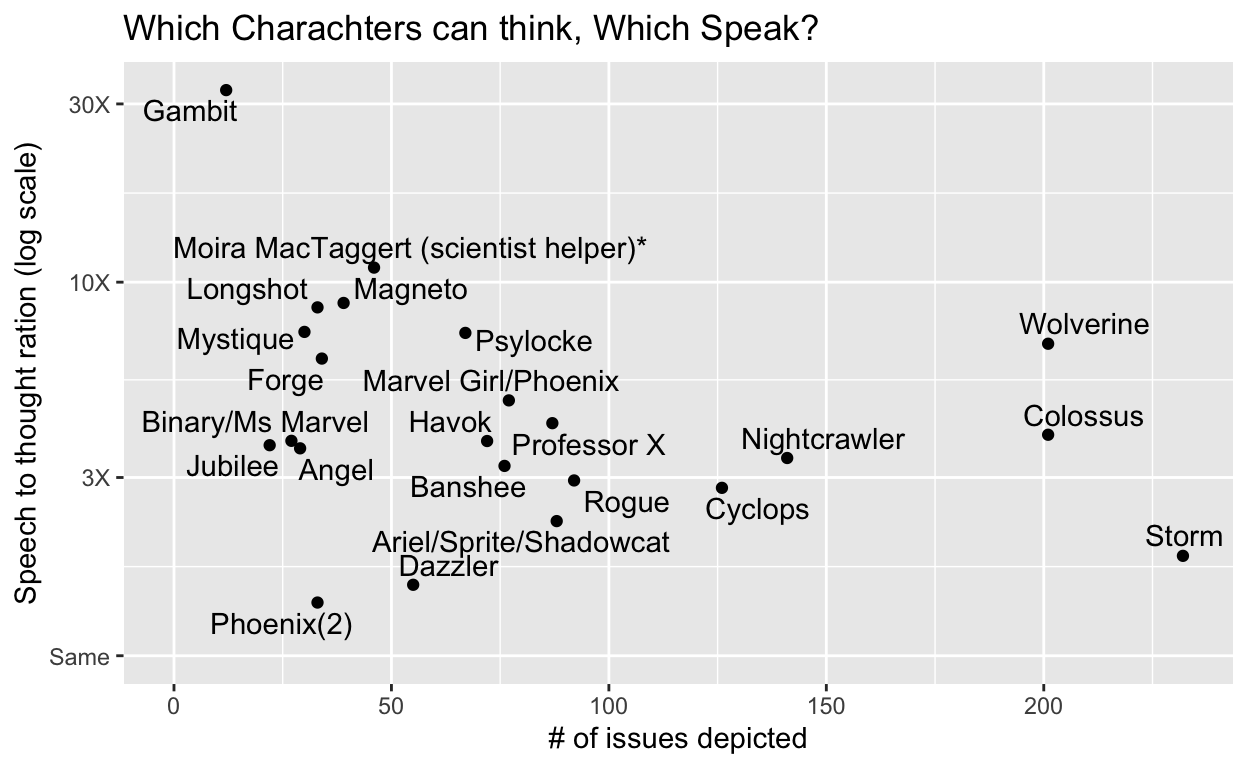 Which Charachters can think, Which Speak?
Speech to thought ration (log scale)
30X
10X
3X
Same
Gambit
Moira MacTaggert (scientist helper)*
Longshot
Magneto
Mystique
Psylocke
Wolverine
Forge
Marvel Girl/Phoenix
Binary/Ms Marvel
Havok
Colossus
Professor X
Nightcrawler
Jubilee
Angel
Banshee
Rogue
Cyclops
Storm
Ariel/Sprite/Shadowcat
Dazzler
Phoenix(2)
0
50
100
150
200
# of issues depicted